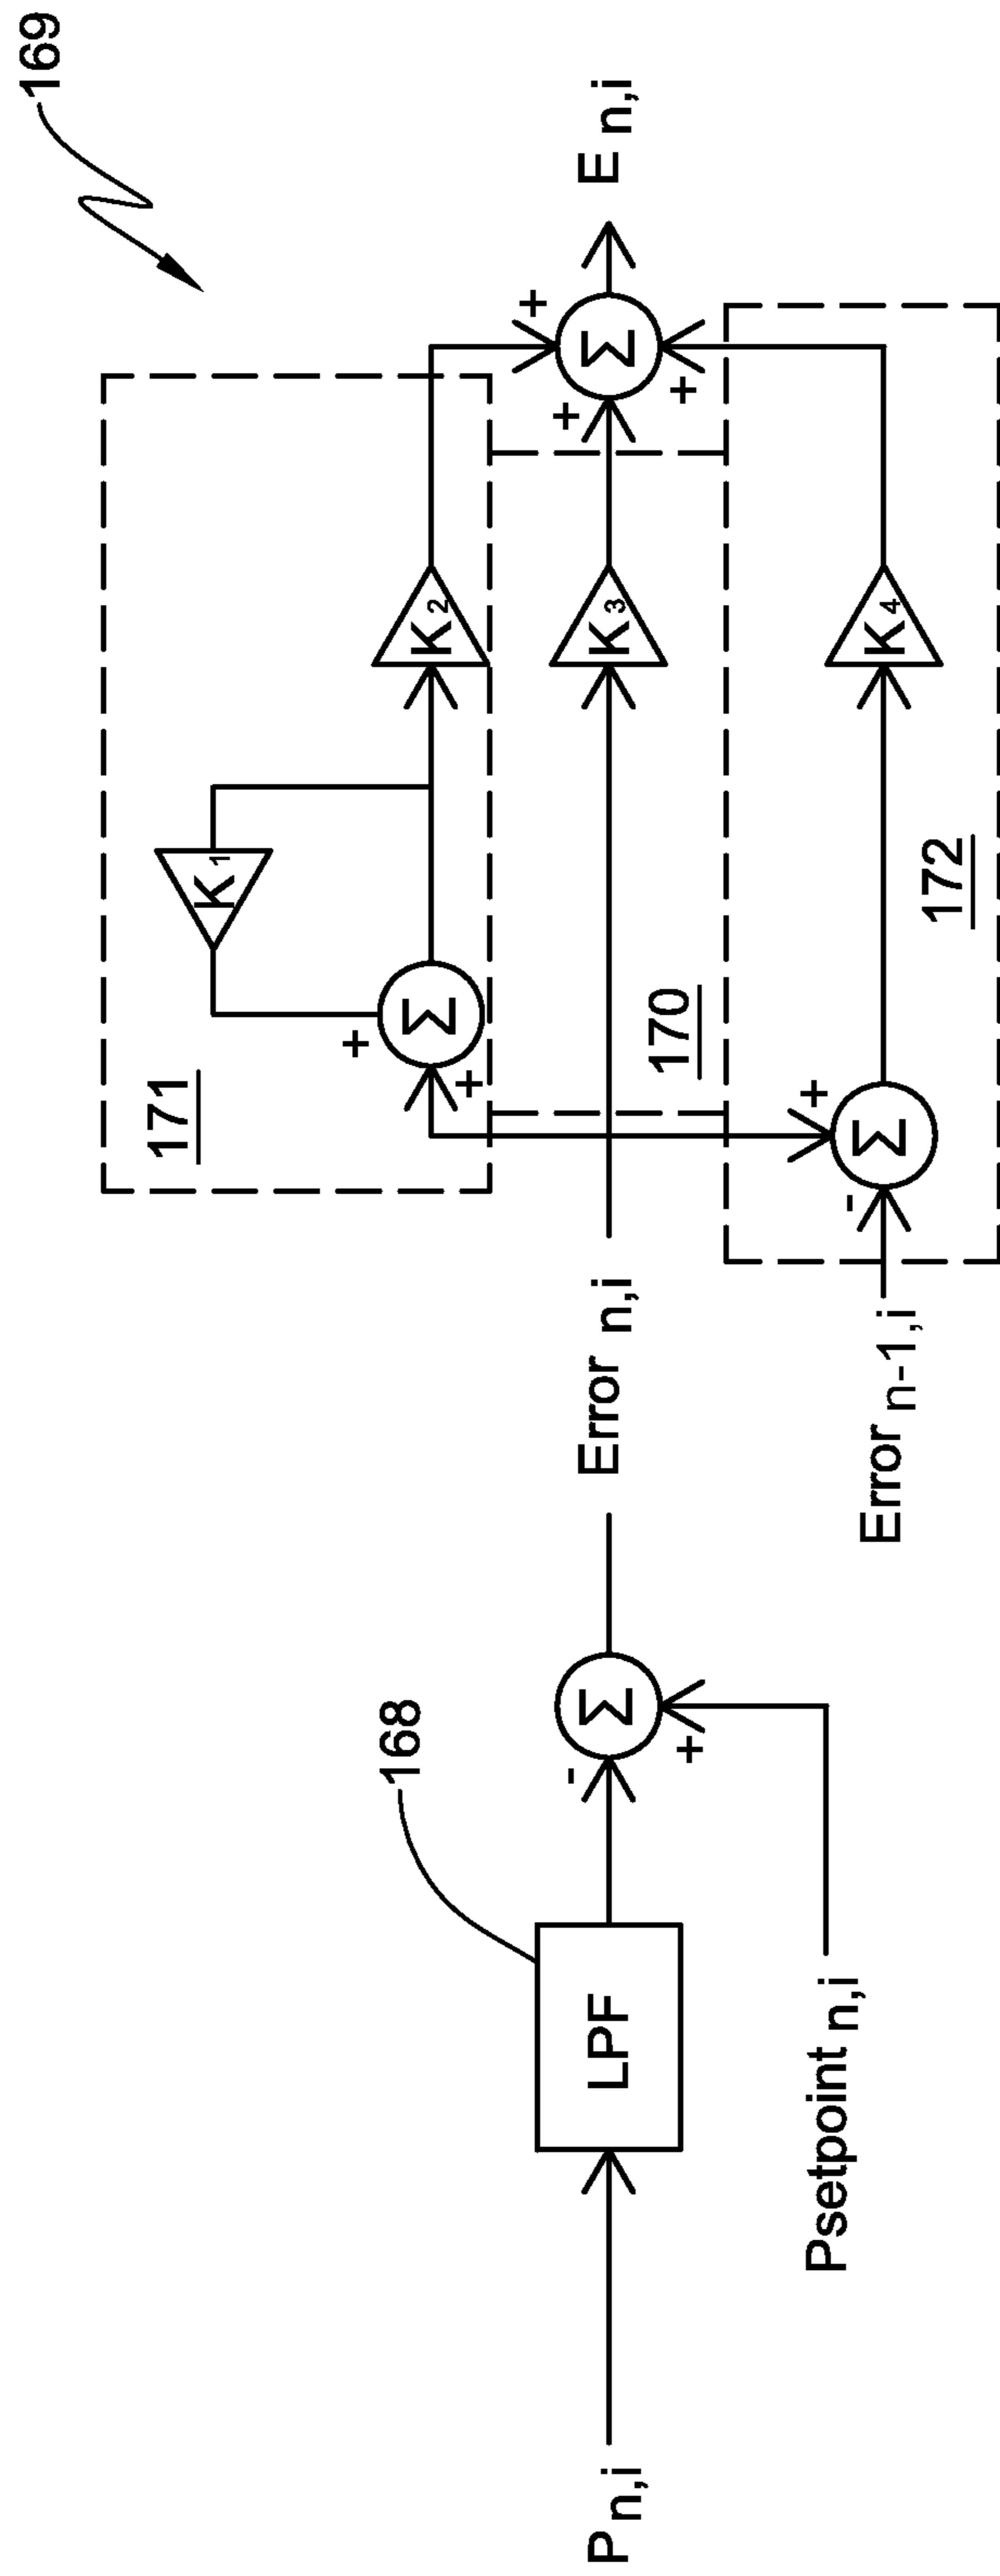 169
171
K1
Σ
+
+
K2
+
P n,i
LPF
168
-
Σ
+
Psetpoint n,i
Error n,i
170
K3
+
Σ
+
E n,i
Error n-1,i
-
Σ
+
172
K4